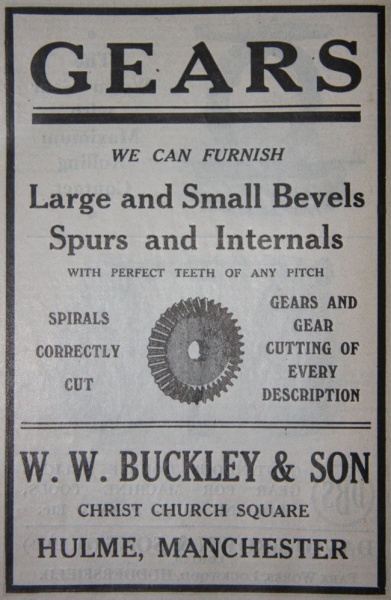 GEARS
WE CAN FURNISH
Large and Small Bevels
Spurs and Internals
WITH PERFECT TEETH OF ANY PITCH
SPIRALS
CORRECTLY
CUT
GEARS AND
GEAR
CUTTING OF
EVERY
DESCRIPTION
W. W. BUCKLEY & SON
CHRIST CHURCH SQUARE
HULME, MANCHESTER